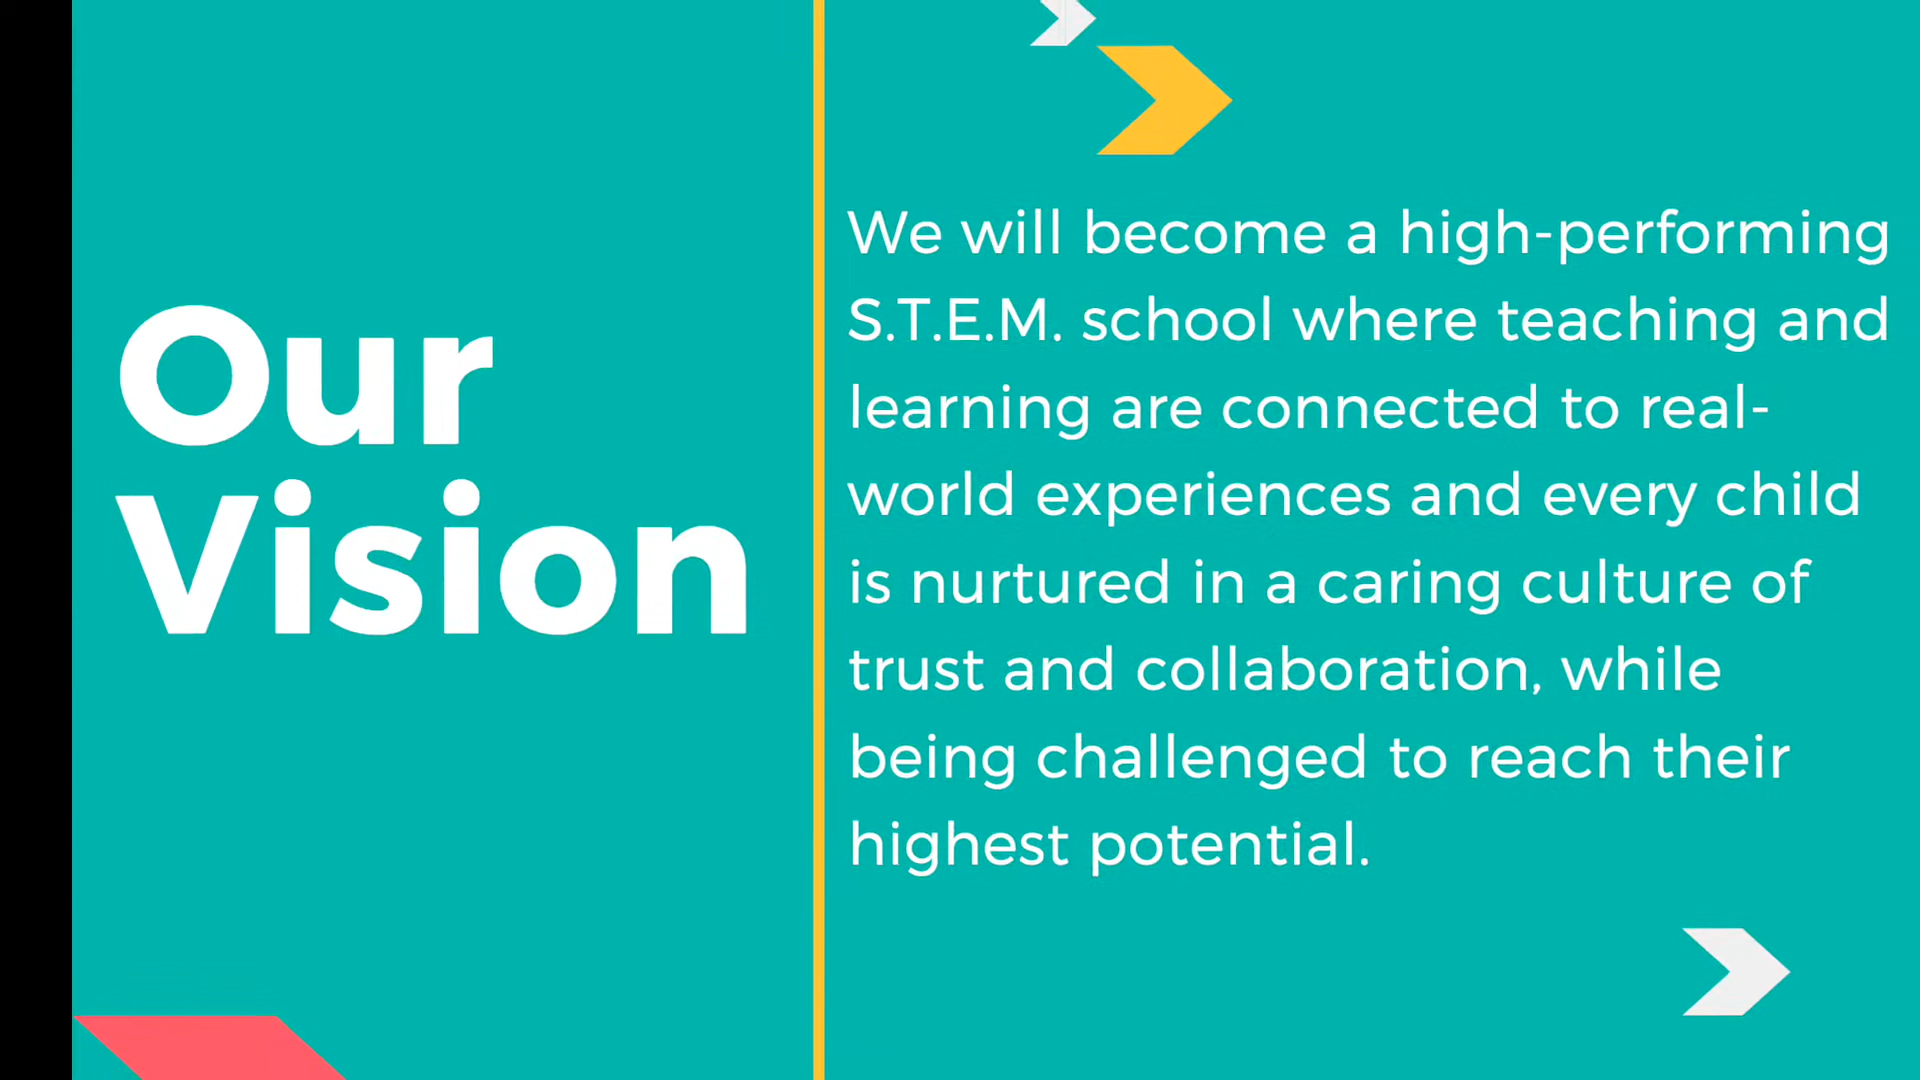 Our
Vision
We will become a high-performing
S.T.E.M. school where teaching and
learning are connected to real-
world experiences and every child
is nurtured in a caring culture of
trust and collaboration, while
being challenged to reach their
highest potential.